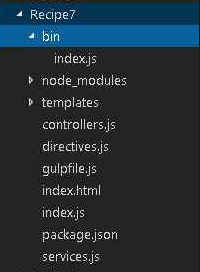 Recipe7
bin
index.js
node_modules
templates
controllers.js
directives.js
gulpfile.js
index.html
index.js
package.json
services.js